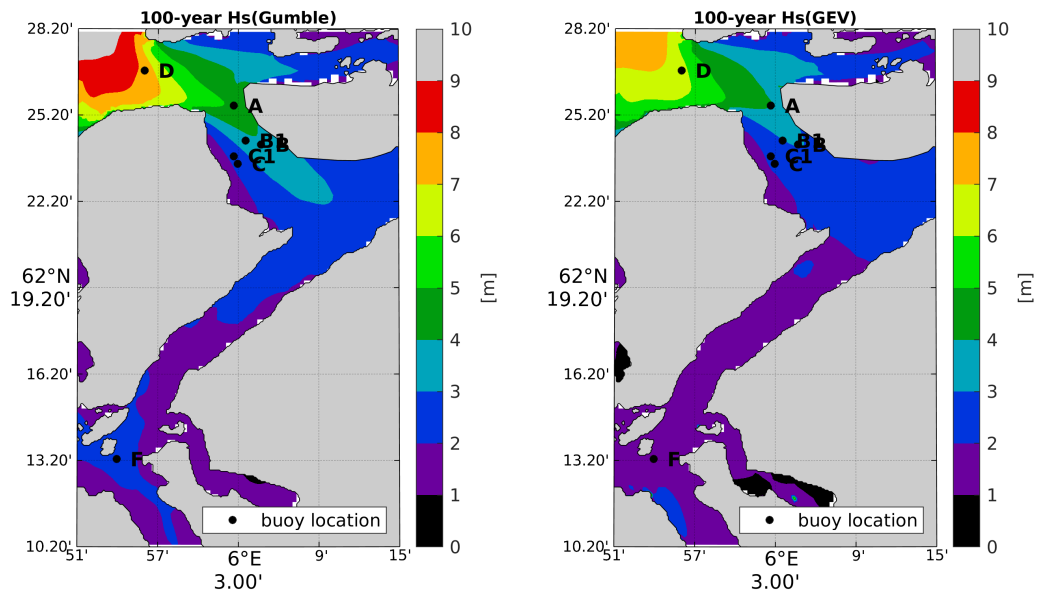 100-year Hs(Gumble)
28.20'
25.20'
22.20'
62°N
19.20'
16.20'
13.20'
10.20'
51'
57'
6°E
3.00'
9'
15'
D
A
B1
B
C1
C
F
buoy location
10
9
8
7
6
5
4
3
2
1
0
[m]
100-year Hs(GEV)
28.20'
25.20'
22.20'
62°N
19.20'
16.20'
13.20'
10.20'
51'
57'
6°E
3.00'
9'
15'
D
A
B1
B
C1
C
F
buoy location
10
9
8
7
6
5
4
3
2
1
0
[m]